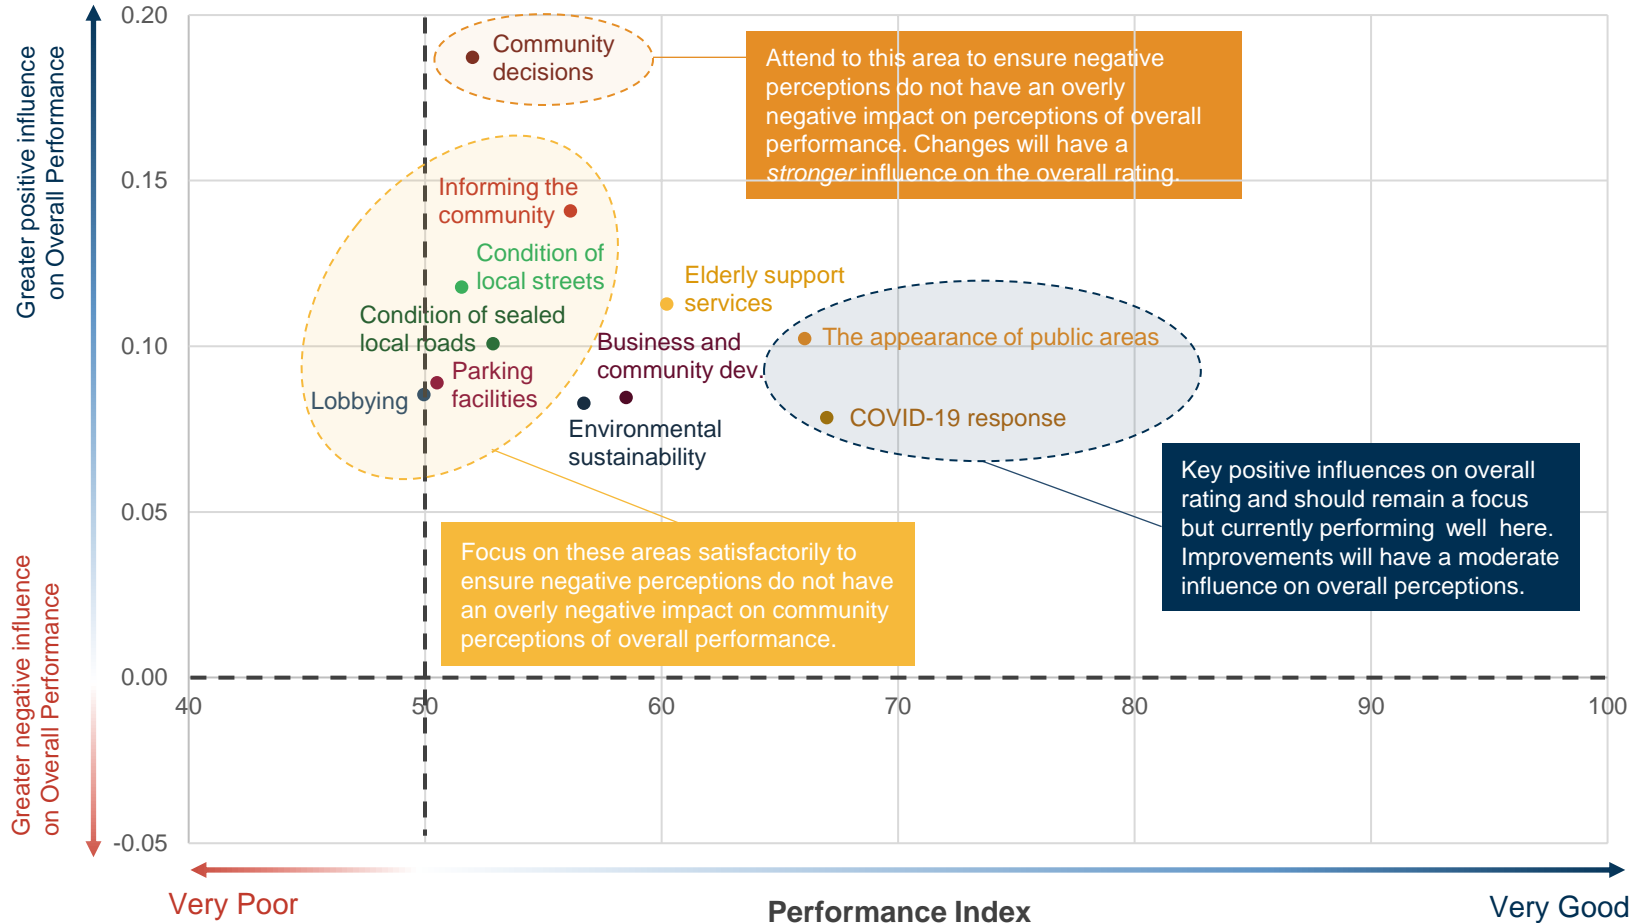 Greater positive influence
on Overall Performance
Greater negative influence
on Overall Performance
0.20
0.15
0.10
0.05
0.00
-0.05
40
50
60
70
80
90
100
Community
decisions
Attend to this area to ensure negative
perceptions do not have an overly
negative impact on perceptions of overall
performance. Changes will have a
stronger influence on the overall rating.
Informing the
community
Condition of
local streets
Elderly support
services
Condition of sealed
local roads
Business and
community dev.
The appearance of public areas
Parking
facilities
Lobbying
COVID-19 response
Environmental
sustainability
Key positive influences on overall
rating and should remain a focus
but currently performing well here.
Improvements will have a moderate
influence on overall perceptions.
Focus on these areas satisfactorily to
ensure negative perceptions do not have
an overly negative impact on community
perceptions of overall performance.
Very Poor
Performance Index
Very Good